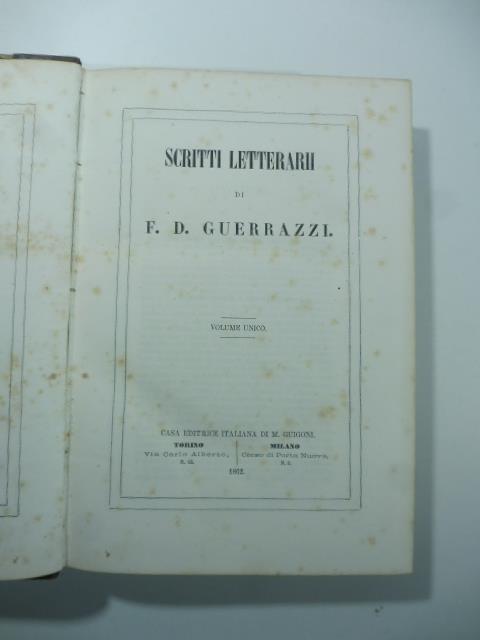 SCRITTI LETTERARII
DI
F. D. GUERRAZZI.
VOLUME UNICO.
CASA EDITRICE ITALIANA DI M. GUIGONI.
TORINO
Via Carlo Alberto,
MILANO
Corso di Porta Nuova,
1862.